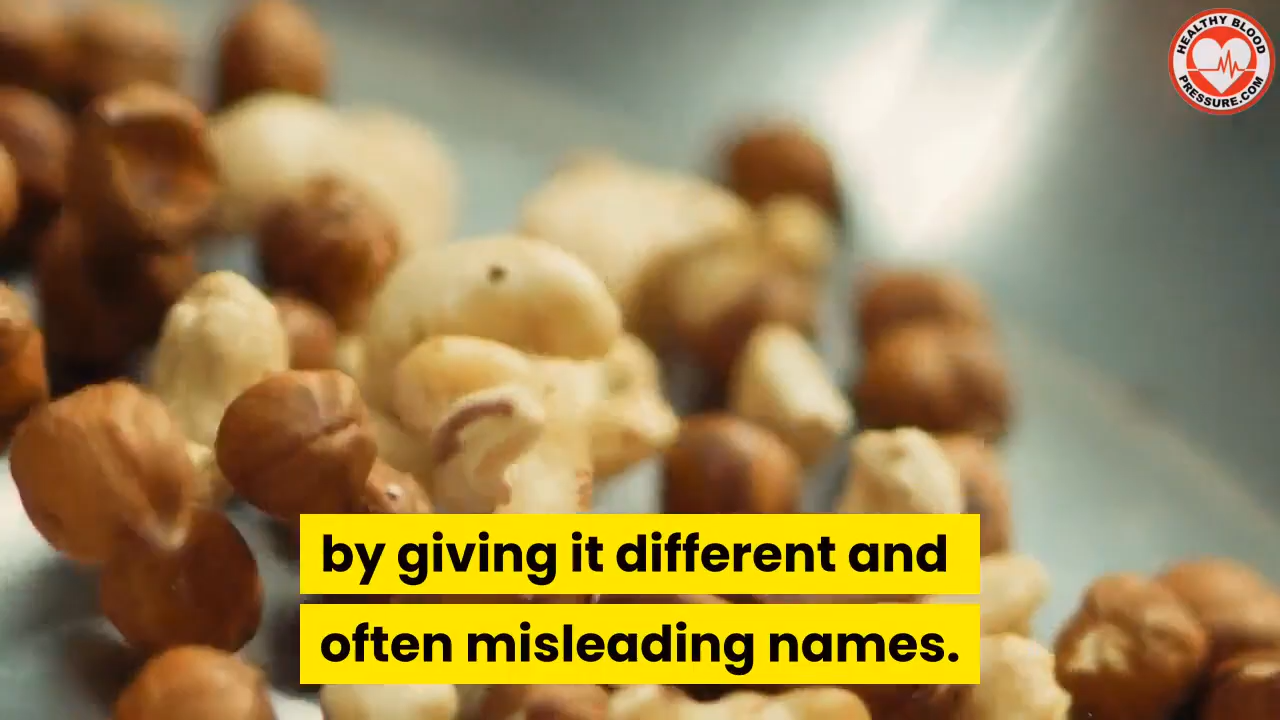 HEALTHY BLOOD
PRESSURE.COM
by giving it different and
often misleading names.